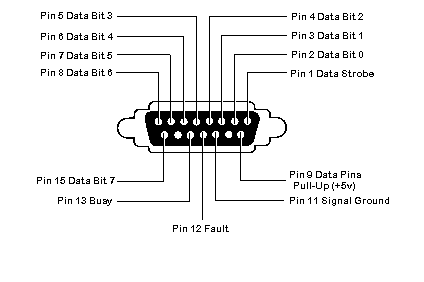 Pin 5 Data Bit 3
Pin 4 Data Bit 2
Pin 6 Data Bit 4
Pin 3 Data Bit 1
Pin 7 Data Bit 5
Pin 2 Data Bit 0
Pin 8 Data Bit 6
Pin 1 Data Strobe
Pin 15 Data Bit 7
Pin 9 Data Pins
Pull-Up (+5v)
Pin 13 Busy
Pin 11 Signal Ground
Pin 12 Fault